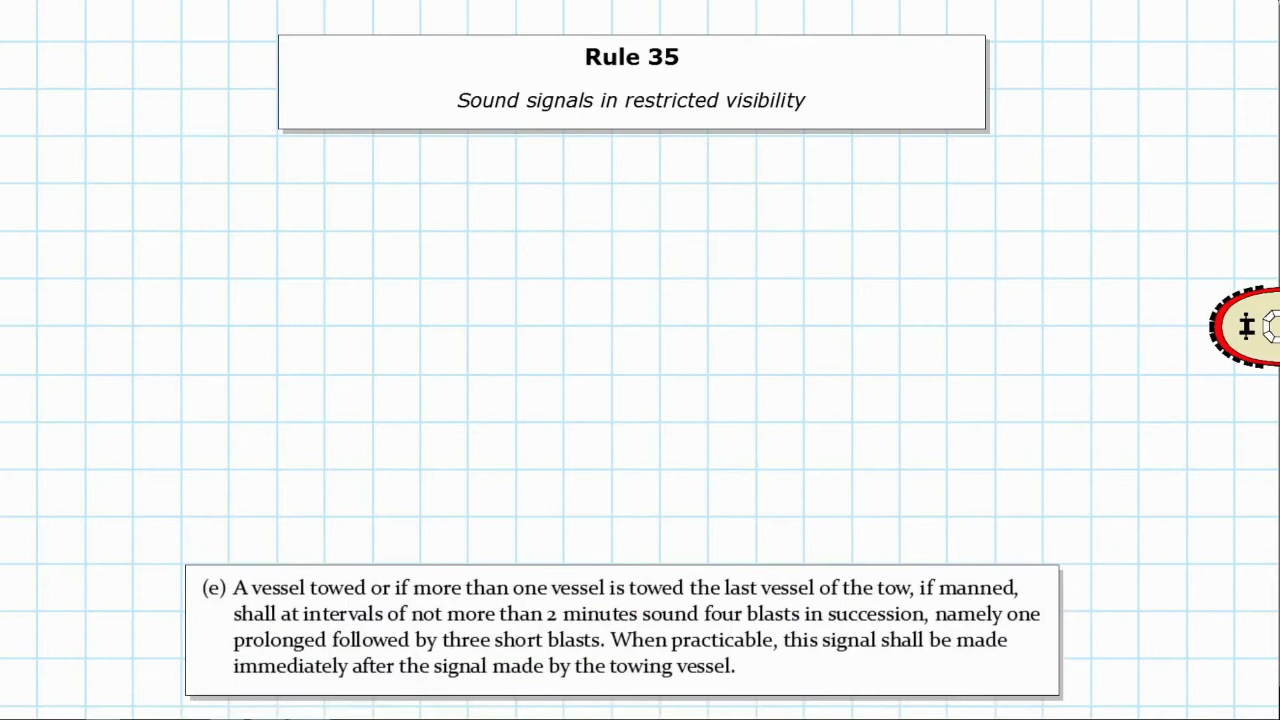 Rule 35
Sound signals in restricted visibility
(e) A vessel towed or if more than one vessel is towed the last vessel of the tow, if manned,
shall at intervals of not more than 2 minutes sound four blasts in succession, namely one
prolonged followed by three short blasts. When practicable, this signal shall be made
immediately after the signal made by the towing vessel.